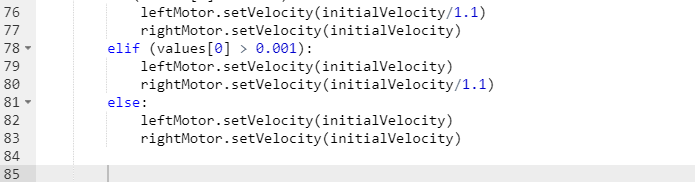 76 leftMotor.setVelocity(initialVelocity/1.1)
77 rightMotor.setVelocity(initialVelocity)
78 elif (values[0] > 0.001):
79 leftMotor.setVelocity(initialVelocity)
80 rightMotor.setVelocity(initialVelocity/1.1)
81 else:
82 leftMotor.setVelocity(initialVelocity)
83 rightMotor.setVelocity(initialVelocity)
84
85